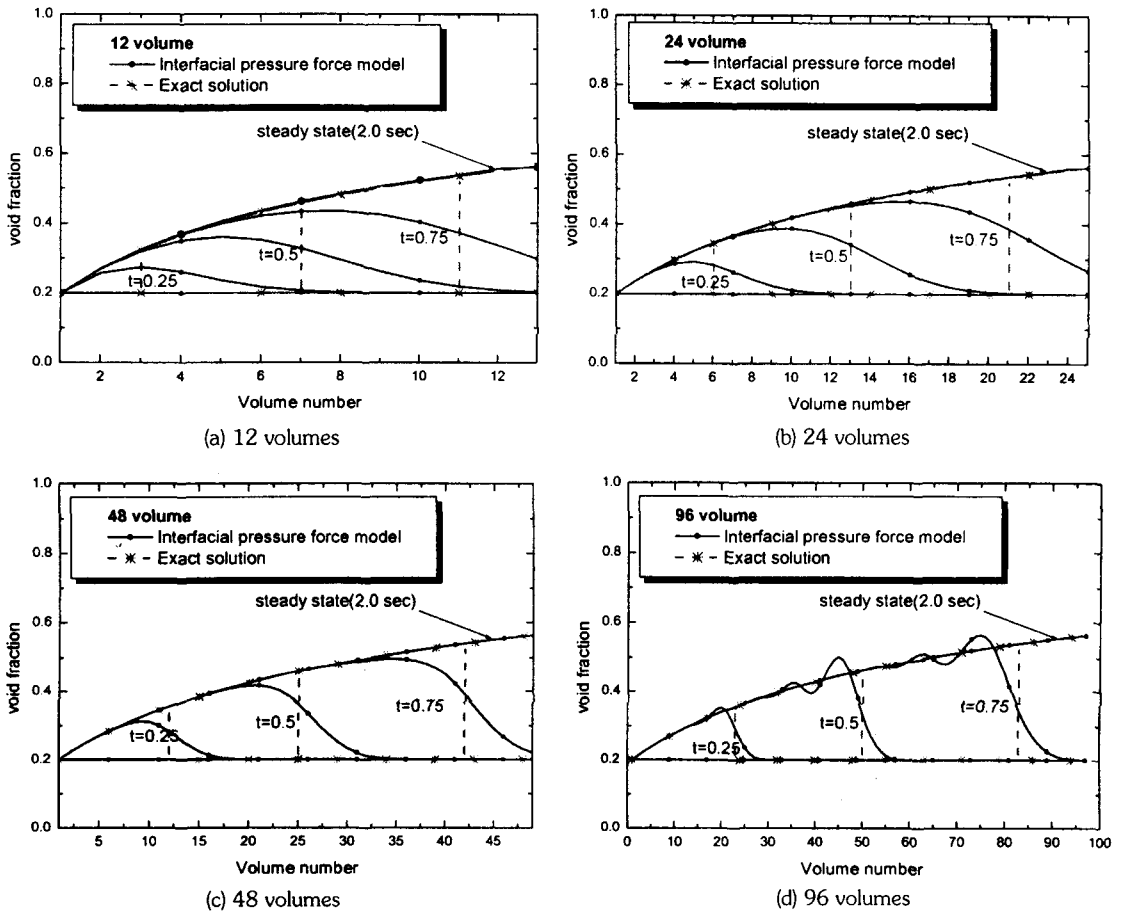 1.0
0.8
0.6
0.4
0.2
0.0
void fraction
12 volume
Interfacial pressure force model
Exact solution
steady state(2.0 sec)
t=0.25
t=0.5
t=0.75
2 4 6 8 10 12
Volume number
(a) 12 volumes
1.0
0.8
0.6
0.4
0.2
0.0
void fraction
24 volume
Interfacial pressure force model
Exact solution
steady state(2.0 sec)
t=0.25
t=0.5
t=0.75
2 4 6 8 10 12 14 16 18 20 22 24
Volume number
(b) 24 volumes
1.0
0.8
0.6
0.4
0.2
0.0
void fraction
48 volume
Interfacial pressure force model
Exact solution
steady state(2.0 sec)
t=0.25
t=0.5
t=0.75
5 10 15 20 25 30 35 40 45
Volume number
(c) 48 volumes
1.0
0.8
0.6
0.4
0.2
0.0
void fraction
96 volume
Interfacial pressure force model
Exact solution
steady state(2.0 sec)
t=0.25
t=0.5
t=0.75
0 10 20 30 40 50 60 70 80 90 100
Volume number
(d) 96 volumes